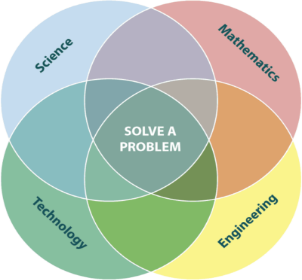 Science
Mathematics
SOLVE A
PROBLEM
Technology
Engineering